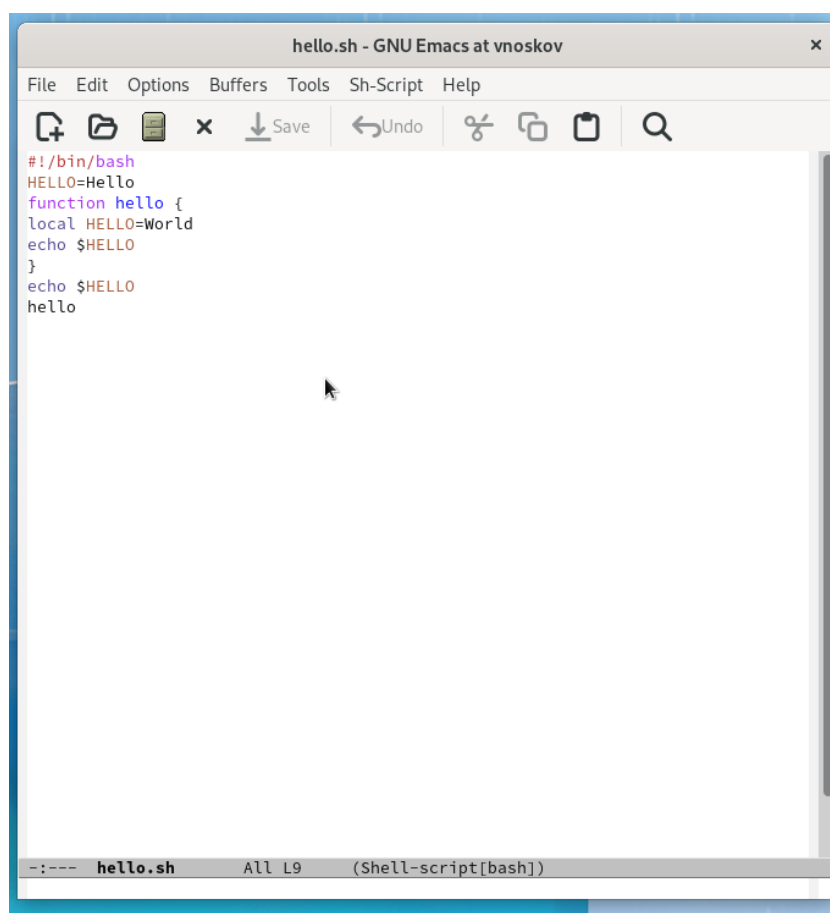 hello.sh - GNU Emacs at vnoskov
File Edit Options Buffers Tools Sh-Script Help
Save Undo
#!/bin/bash
HELLO=Hello
function hello {
local HELLO=World
echo $HELLO
}
echo $HELLO
hello
-:--- hello.sh All L9 (Shell-script[bash])